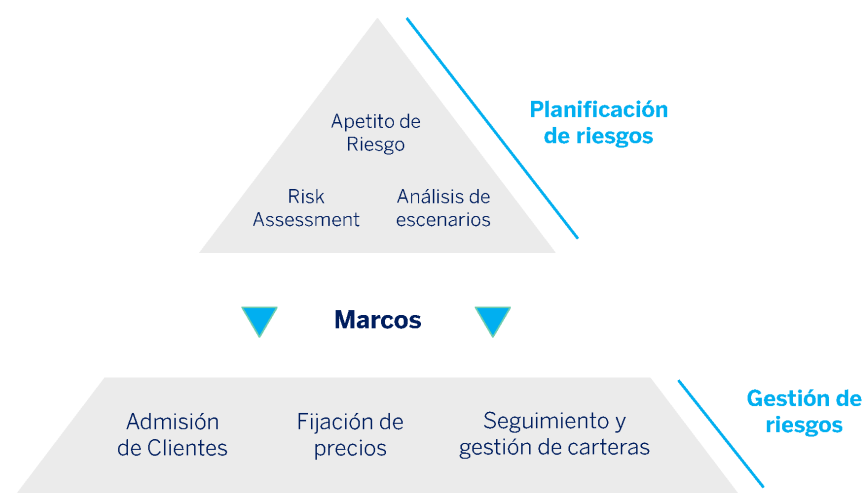 Planificación
de riesgos
Apetito de
Riesgo
Risk
Assessment
Análisis de
escenarios
Marcos
Gestión de
riesgos
Admisión
de Clientes
Fijación de
precios
Seguimiento y
gestión de carteras